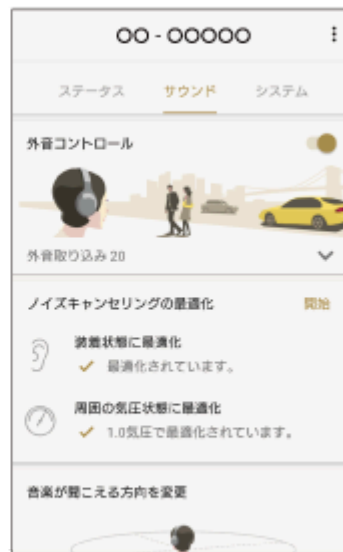 OO - OOOOO
ステータス サウンド システム
外音コントロール
外音取り込み 20
ノイズキャンセリングの最適化 開始
装着状態に最適化
最適化されています。
周囲の気圧状態に最適化
1.0気圧で最適化されています。
音楽が聞こえる方向を変更